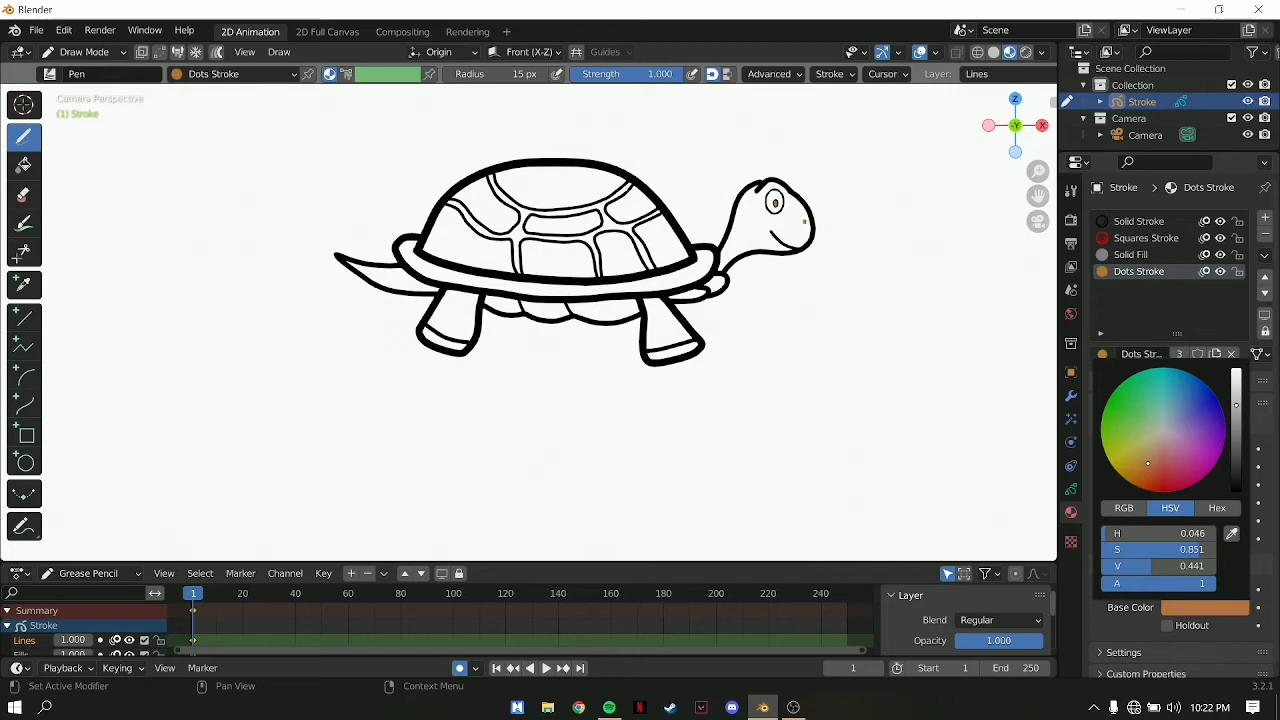 Blender
File Edit Render Window Help 2D Animation 2D Full Canvas Compositing Rendering + Scene ViewLayer
Draw Mode View Draw Origin Front (X-Z) Guides
Pen Dots Stroke Radius 15 px Strength 1.000 Advanced Stroke Cursor Layer: Lines
Camera Perspective
(1) Stroke
Z
-Y X
Scene Collection
Collection
Stroke
Camera
Camera
Stroke > Dots Stroke
Solid Stroke
Squares Stroke
Solid Fill
Dots Stroke
Dots Str... 3
RGB HSV Hex
H 0.046
S 0.851
V 0.441
A 1
Base Color
Holdout
Settings
Custom Properties
Grease Pencil View Select Marker Channel Key
1 20 40 60 80 100 120 140 160 180 200 220 240
Summary
Stroke
Lines 1.000
Layer
Blend Regular
Opacity 1.000
Playback Keying View Marker 1 Start 1 End 250
Set Active Modifier Pan View Context Menu 3.2.1
10:22 PM